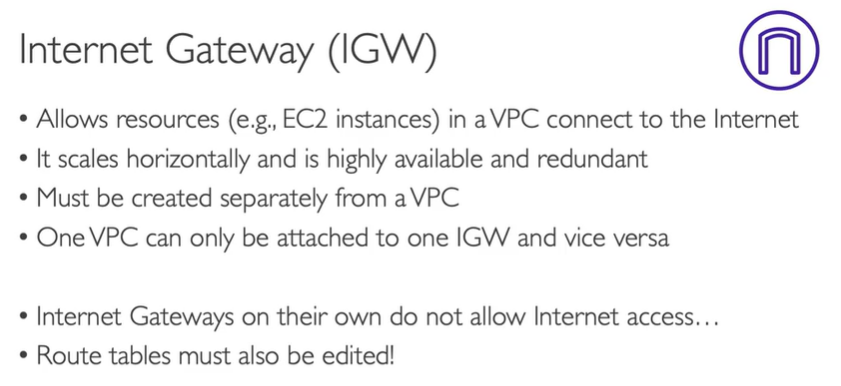 Internet Gateway (IGW)
• Allows resources (e.g., EC2 instances) in a VPC connect to the Internet
• It scales horizontally and is highly available and redundant
• Must be created separately from a VPC
• One VPC can only be attached to one IGW and vice versa
• Internet Gateways on their own do not allow Internet access…
• Route tables must also be edited!